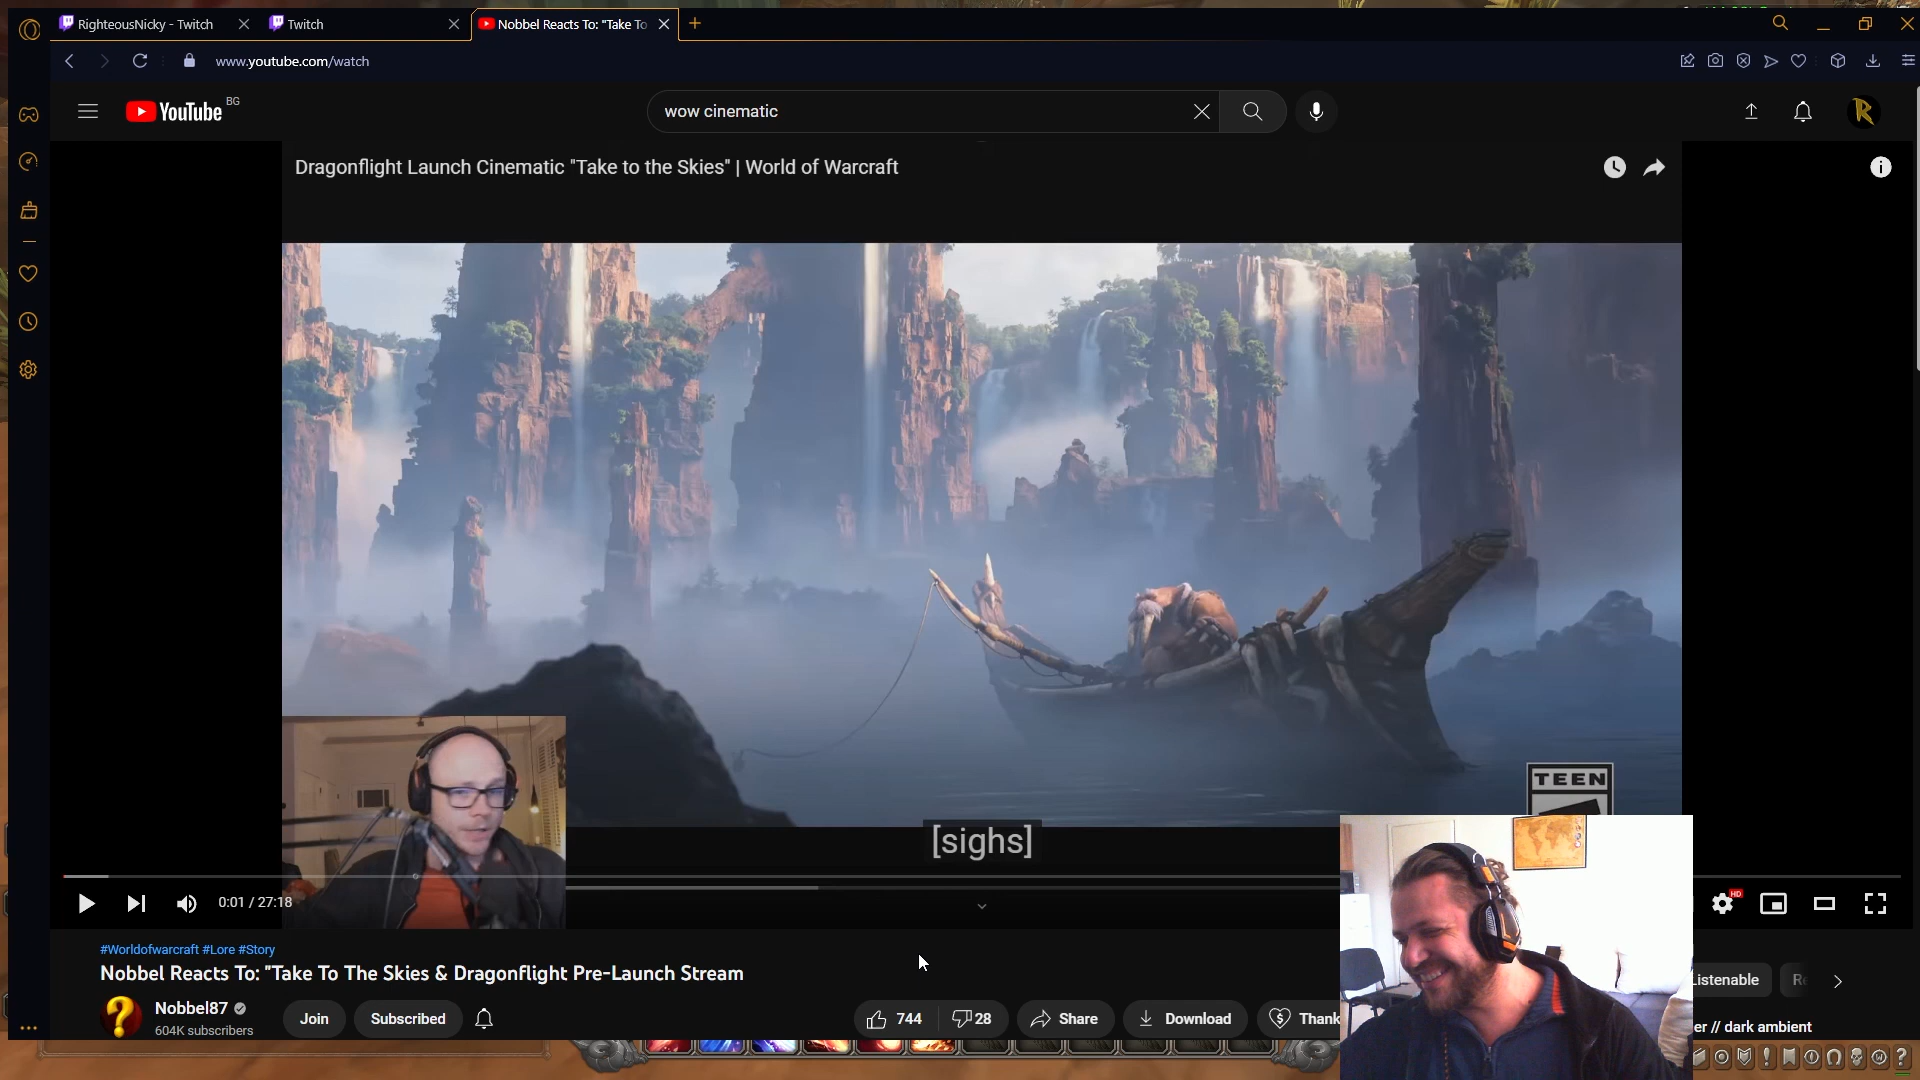 RighteousNicky - Twitch
Twitch
Nobbel Reacts To: "Take To
www.youtube.com/watch
YouTube BG
wow cinematic
Dragonflight Launch Cinematic "Take to the Skies" | World of Warcraft
TEEN
[sighs]
0:01 / 27:18
HD
#Worldofwarcraft #Lore #Story
Nobbel Reacts To: "Take To The Skies & Dragonflight Pre-Launch Stream
Listenable
Re
Nobbel87
604K subscribers
Join
Subscribed
744
28
Share
Download
Thank
er // dark ambient